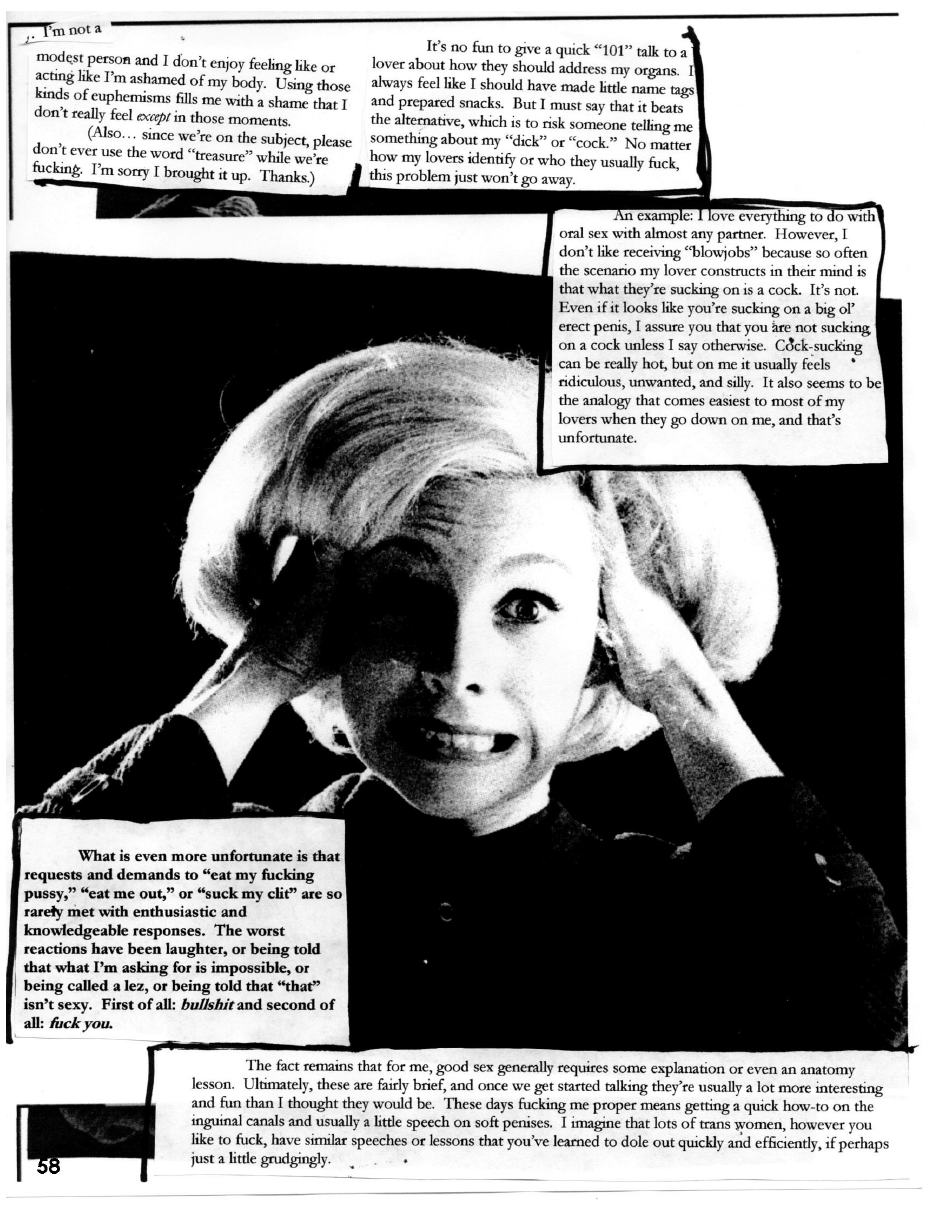 I'm not a
modest person and I don't enjoy feeling like or
acting like I'm ashamed of my body. Using those
kinds of euphemisms fills me with a shame that I
don't really feel except in those moments.
(Also... since we're on the subject, please
don't ever use the word "treasure" while we're
fucking. I'm sorry I brought it up. Thanks.)
It's no fun to give a quick "101" talk to a
lover about how they should address my organs. I
always feel like I should have made little name tags
and prepared snacks. But I must say that it beats
the alternative, which is to risk someone telling me
something about my "dick" or "cock." No matter
how my lovers identify or who they usually fuck,
this problem just won't go away.
An example: I love everything to do with
oral sex with almost any partner. However, I
don't like receiving "blowjobs" because so often
the scenario my lover constructs in their mind is
that what they're sucking on is a cock. It's not.
Even if it looks like you're sucking on a big ol'
erect penis, I assure you that you are not sucking
on a cock unless I say otherwise. Cock-sucking
can be really hot, but on me it usually feels
ridiculous, unwanted, and silly. It also seems to be
the analogy that comes easiest to most of my
lovers when they go down on me, and that's
unfortunate.
What is even more unfortunate is that
requests and demands to "eat my fucking
pussy," "eat me out," or "suck my clit" are so
rarely met with enthusiastic and
knowledgeable responses. The worst
reactions have been laughter, or being told
that what I'm asking for is impossible, or
being called a lez, or being told that "that"
isn't sexy. First of all: bullshit and second of
all: fuck you.
The fact remains that for me, good sex generally requires some explanation or even an anatomy
lesson. Ultimately, these are fairly brief, and once we get started talking they're usually a lot more interesting
and fun than I thought they would be. These days fucking me proper means getting a quick how-to on the
inguinal canals and usually a little speech on soft penises. I imagine that lots of trans women, however you
like to fuck, have similar speeches or lessons that you've learned to dole out quickly and efficiently, if perhaps
just a little grudgingly.
58